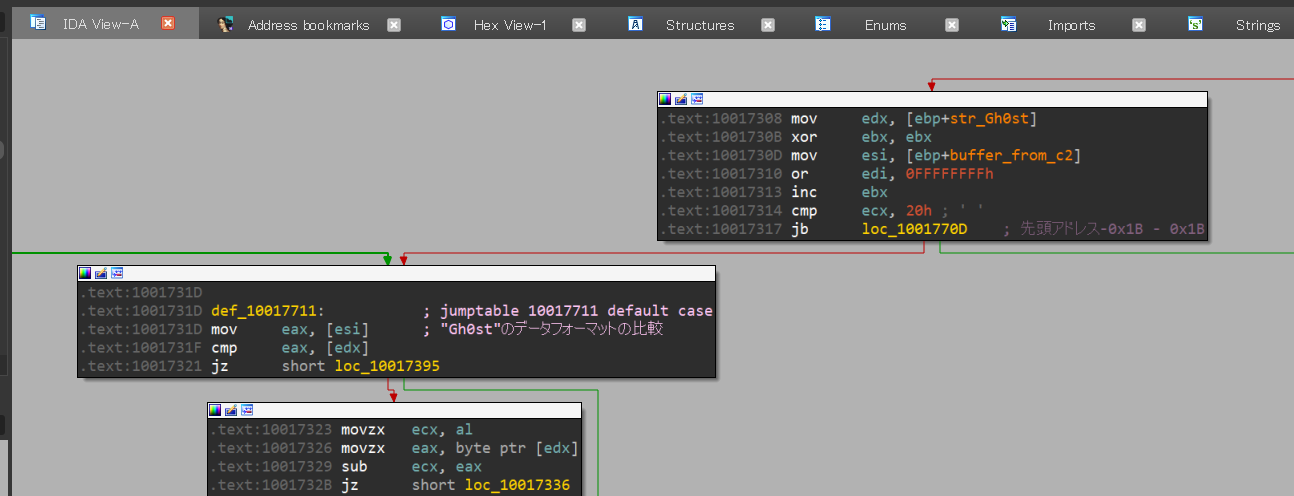 IDA View-A
Address bookmarks
Hex View-1
Structures
Enums
Imports
Strings
.text:10017308 mov edx, [ebp+str_Gh0st]
.text:1001730B xor ebx, ebx
.text:1001730D mov esi, [ebp+buffer_from_c2]
.text:10017310 or edi, 0FFFFFFFFh
.text:10017313 inc ebx
.text:10017314 cmp ecx, 20h ; ' '
.text:10017317 jb loc_1001770D ; 先頭アドレス-0x1B - 0x1B
.text:1001731D
.text:1001731D def_10017711: ; jumptable 10017711 default case
.text:1001731D mov eax, [esi] ; "Gh0st"のデータフォーマットの比較
.text:1001731F cmp eax, [edx]
.text:10017321 jz short loc_10017395
.text:10017323 movzx ecx, al
.text:10017326 movzx eax, byte ptr [edx]
.text:10017329 sub ecx, eax
.text:1001732B jz short loc_10017336